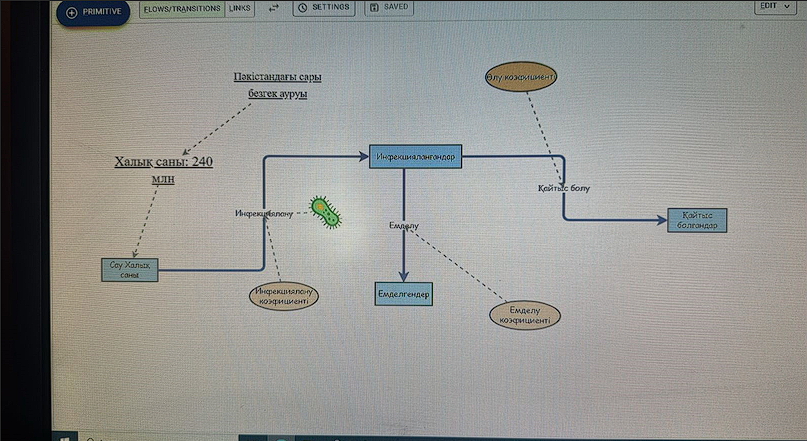 PRIMITIVE
FLOWS/TRANSITIONS
LINKS
SETTINGS
SAVED
EDIT
Пәкістандағы сары
безгек ауруы
Өлу коэфициент
Халық саны: 240
млн
Инфекцияланғандар
Қайтыс болу
Инфекциялану
Емделу
Қайтыс
болғандар
Сау Халық
саны
Инфекциялану
коэфициенті
Емделгендер
Емделу
коэфициенті